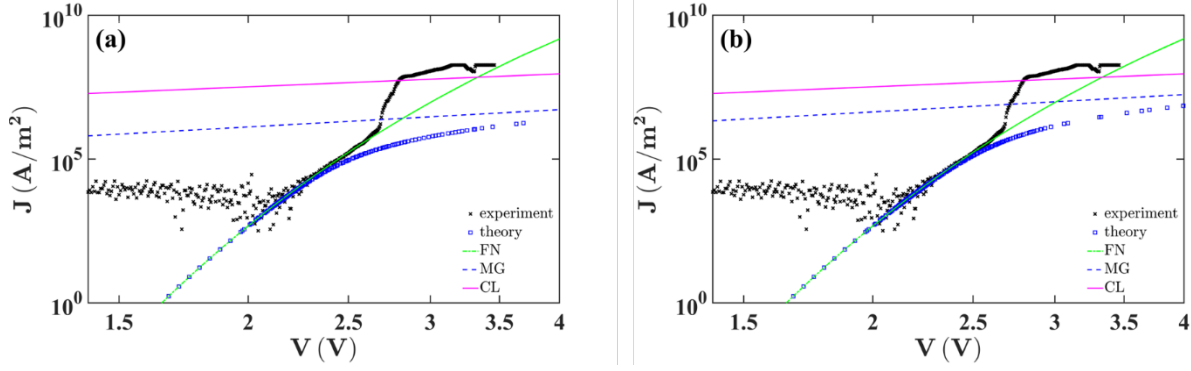 (a)
10^10
10^5
10^0
J (A/m^2)
1.5 2 2.5 3 3.5 4
V (V)
experiment
theory
FN
MG
CL
(b)
10^10
10^5
10^0
J (A/m^2)
1.5 2 2.5 3 3.5 4
V (V)
experiment
theory
FN
MG
CL